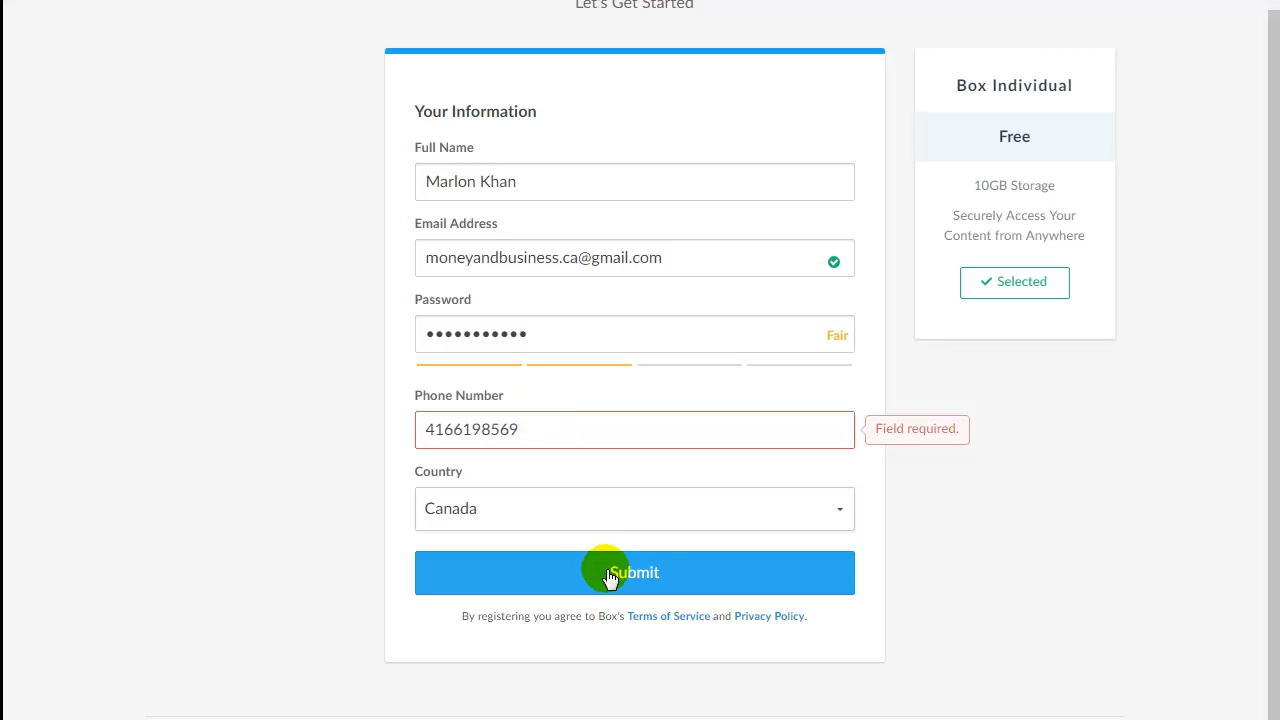 Let's Get Started
Your Information
Full Name
Marlon Khan
Email Address
moneyandbusiness.ca@gmail.com
Password
•••••••••••
Fair
Phone Number
4166198569
Field required.
Country
Canada
Submit
By registering you agree to Box's Terms of Service and Privacy Policy.
Box Individual
Free
10GB Storage
Securely Access Your
Content from Anywhere
Selected